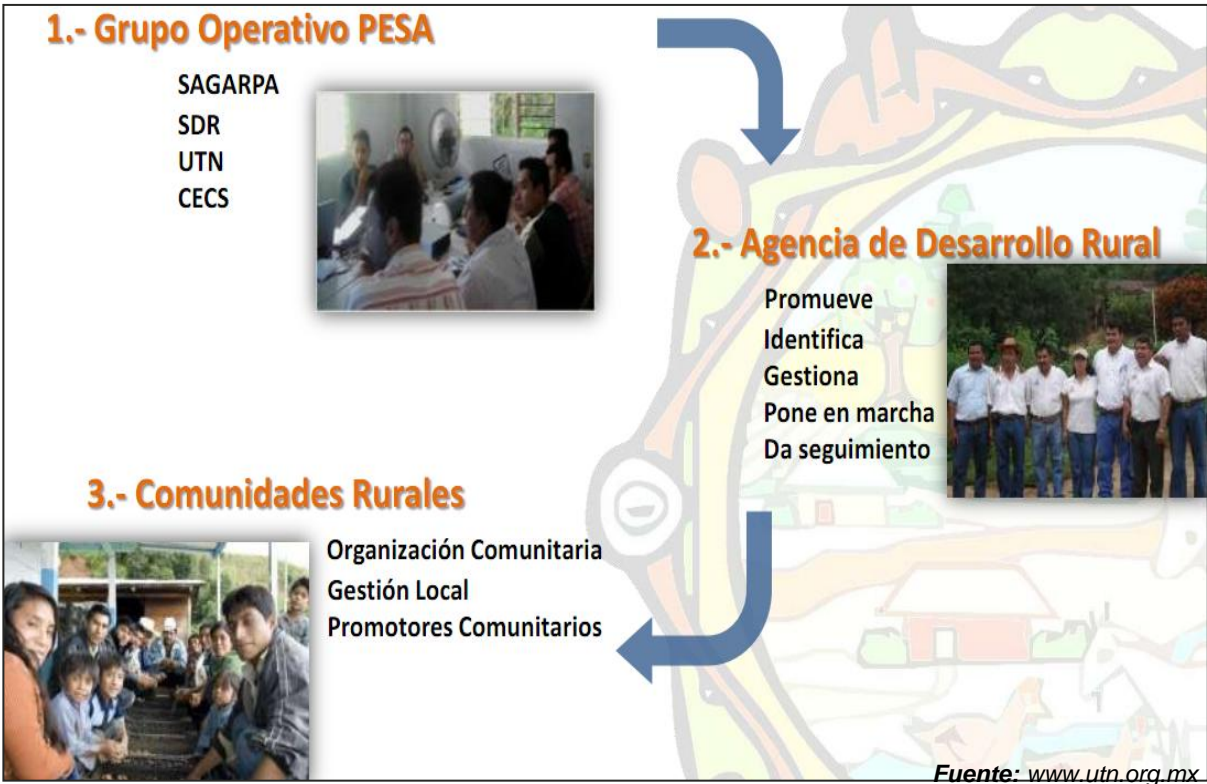 1.- Grupo Operativo PESA
SAGARPA
SDR
UTN
CECS
2.- Agencia de Desarrollo Rural
Promueve
Identifica
Gestiona
Pone en marcha
Da seguimiento
3.- Comunidades Rurales
Organización Comunitaria
Gestión Local
Promotores Comunitarios
Fuente: www.utn.org.mx